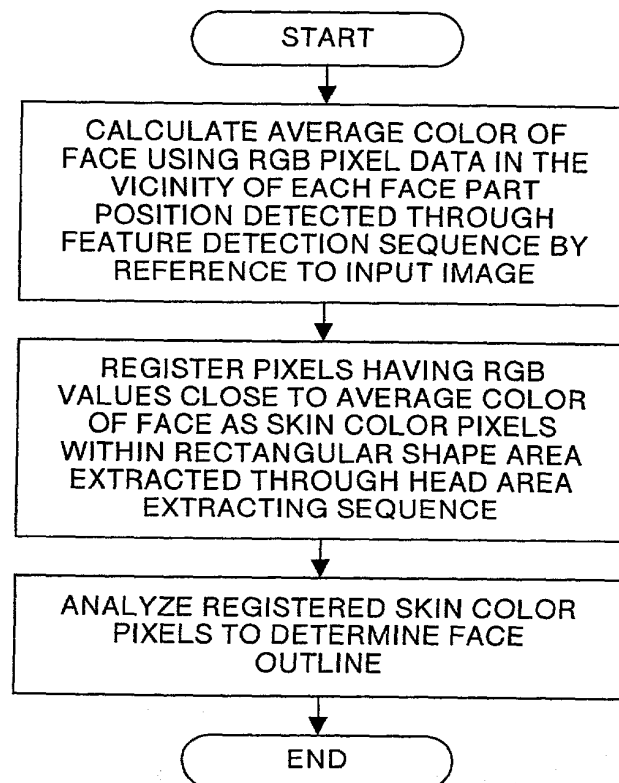 START
CALCULATE AVERAGE COLOR OF
FACE USING RGB PIXEL DATA IN THE
VICINITY OF EACH FACE PART
POSITION DETECTED THROUGH
FEATURE DETECTION SEQUENCE BY
REFERENCE TO INPUT IMAGE
REGISTER PIXELS HAVING RGB
VALUES CLOSE TO AVERAGE COLOR
OF FACE AS SKIN COLOR PIXELS
WITHIN RECTANGULAR SHAPE AREA
EXTRACTED THROUGH HEAD AREA
EXTRACTING SEQUENCE
ANALYZE REGISTERED SKIN COLOR
PIXELS TO DETERMINE FACE
OUTLINE
END